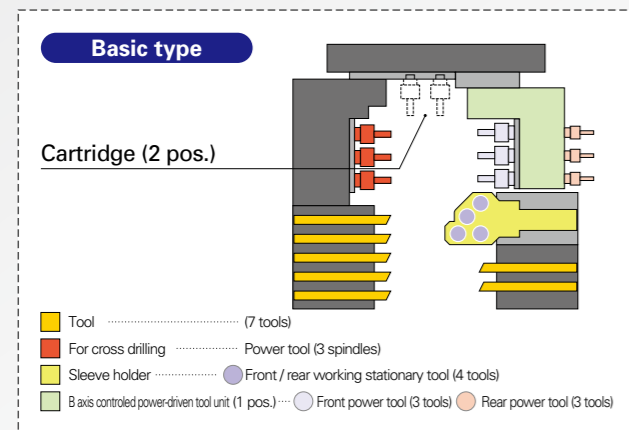 Basic type
Cartridge (2 pos.)
Tool ........................ (7 tools)
For cross drilling ................ Power tool (3 spindles)
Sleeve holder ............... Front / rear working stationary tool (4 tools)
B axis controled power-driven tool unit (1 pos.) ... Front power tool (3 tools) Rear power tool (3 tools)